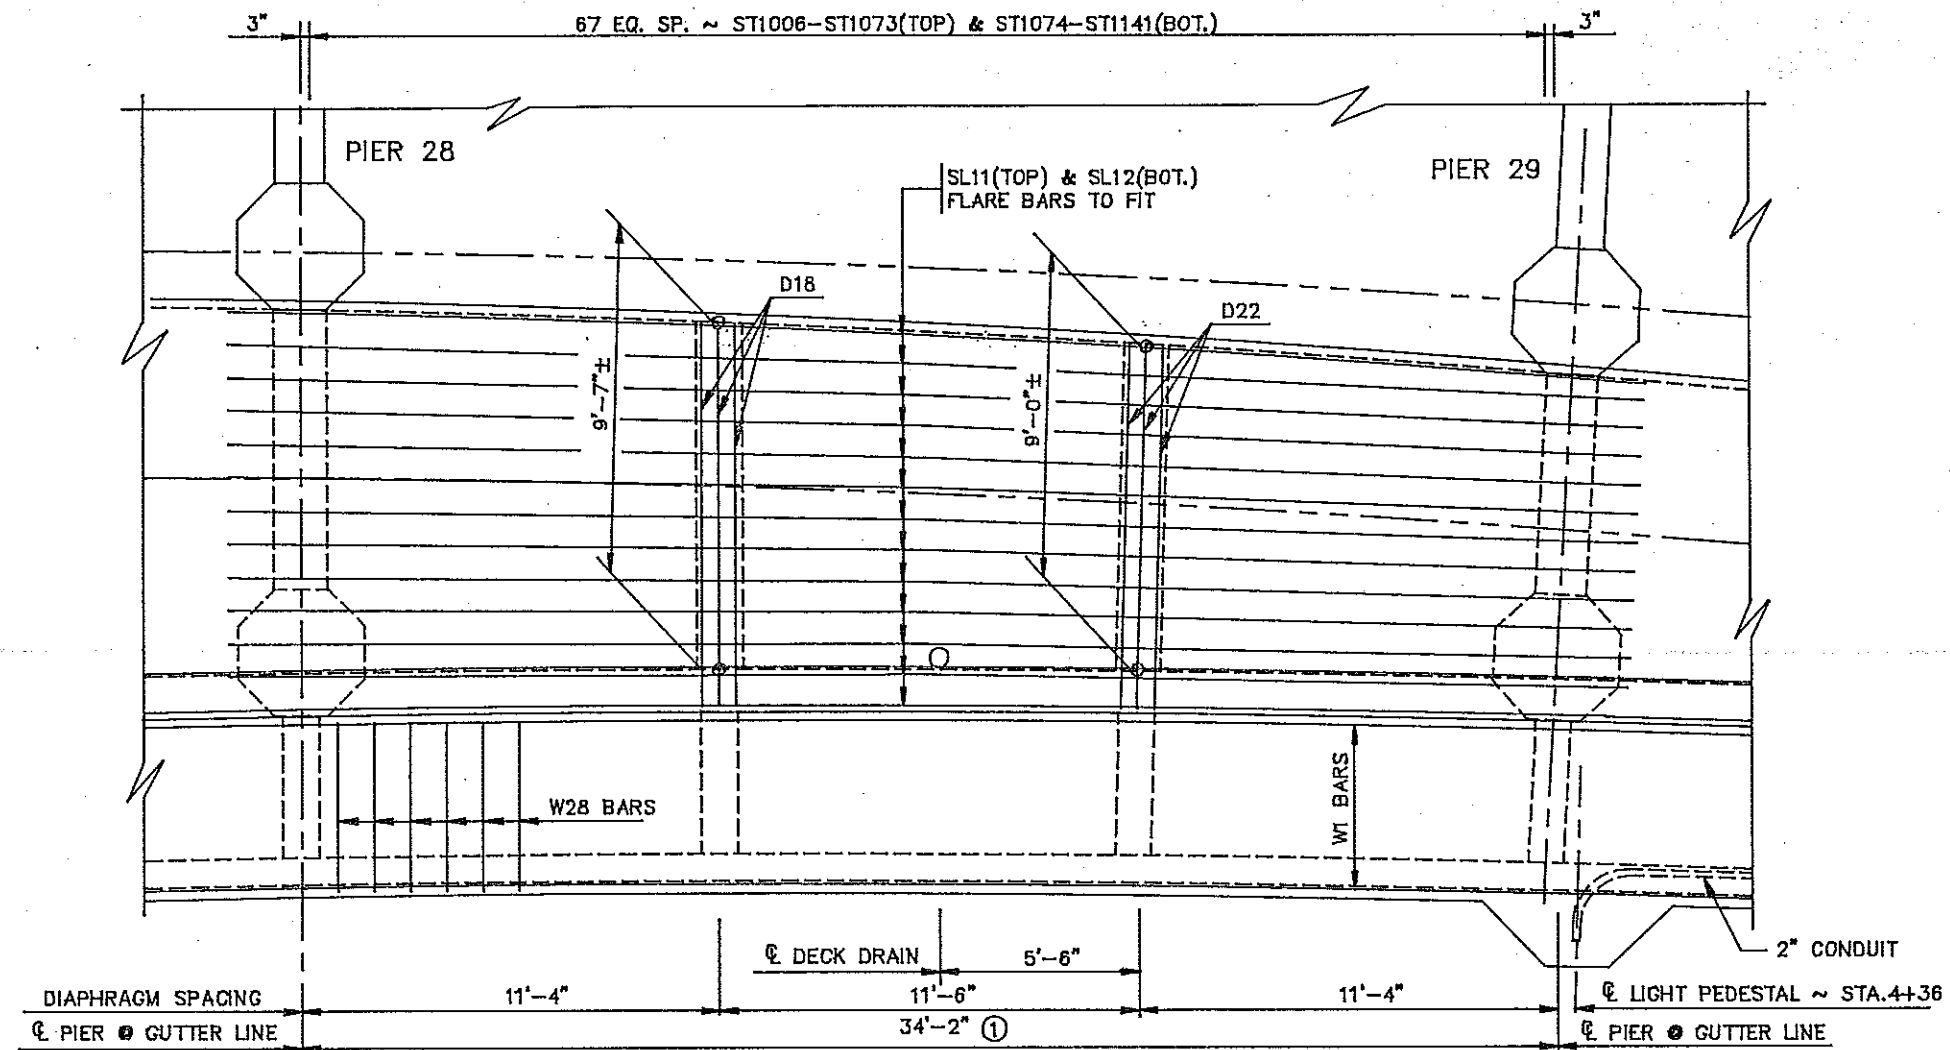 3" 67 EQ. SP. ~ ST1006-ST1073(TOP) & ST1074-ST1141(BOT.) 3"
PIER 28
PIER 29
SL11(TOP) & SL12(BOT.)
FLARE BARS TO FIT
D18
D22
9'-7"±
9'-0"±
W28 BARS
W1 BARS
2" CONDUIT
℄ DECK DRAIN 5'-6"
DIAPHRAGM SPACING 11'-4" 11'-6" 11'-4" ℄ LIGHT PEDESTAL ~ STA.4+36
℄ PIER @ GUTTER LINE 34'-2" ① ℄ PIER @ GUTTER LINE